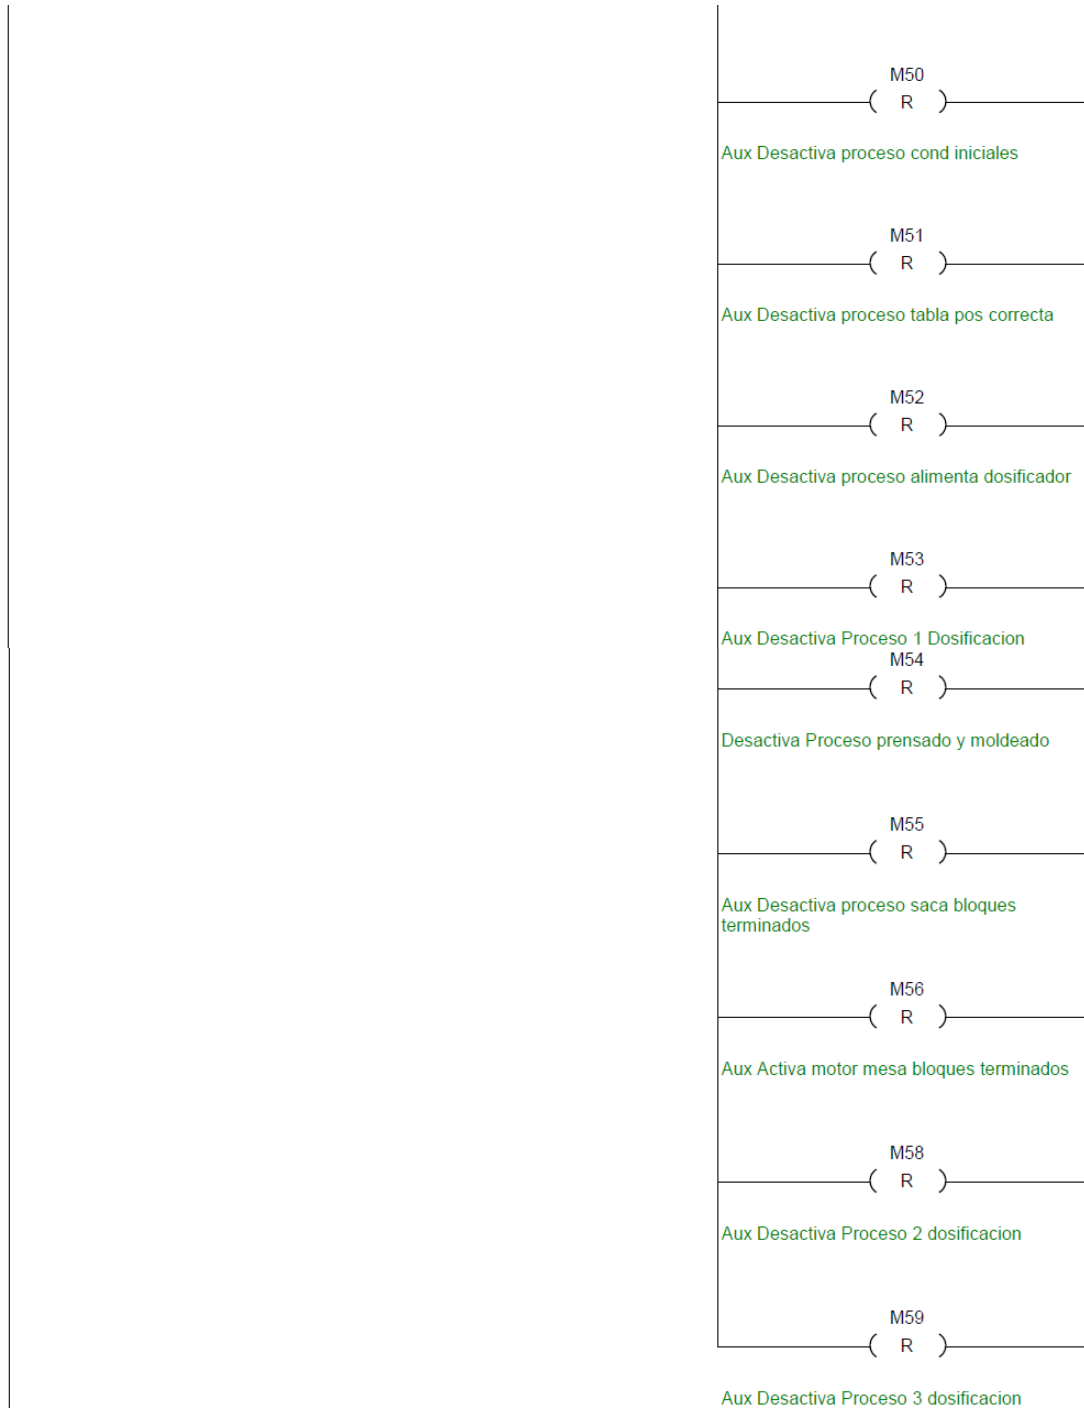 M50
( R )
Aux Desactiva proceso cond iniciales
M51
( R )
Aux Desactiva proceso tabla pos correcta
M52
( R )
Aux Desactiva proceso alimenta dosificador
M53
( R )
Aux Desactiva Proceso 1 Dosificacion
M54
( R )
Desactiva Proceso prensado y moldeado
M55
( R )
Aux Desactiva proceso saca bloques
terminados
M56
( R )
Aux Activa motor mesa bloques terminados
M58
( R )
Aux Desactiva Proceso 2 dosificacion
M59
( R )
Aux Desactiva Proceso 3 dosificacion